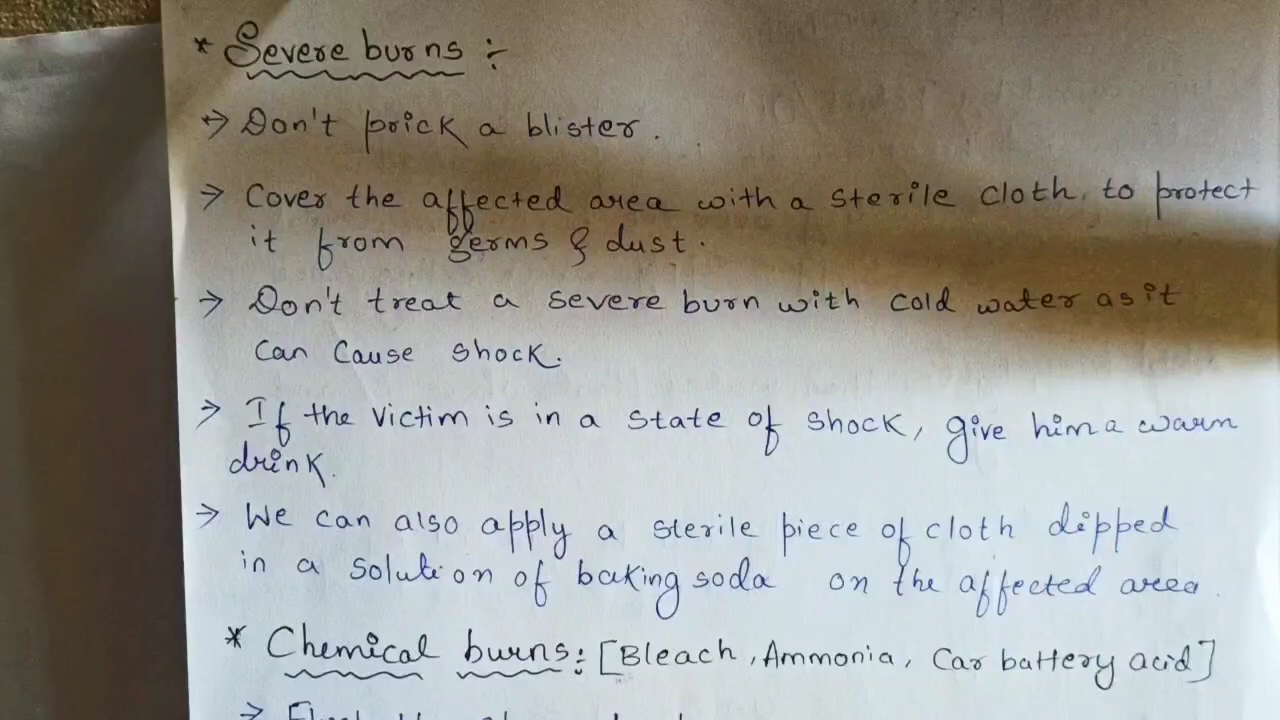 * Severe burns :-
→ Don't prick a blister.
→ Cover the affected area with a sterile cloth, to protect
it from germs & dust.
→ Don't treat a severe burn with cold water as it
can cause shock.
→ If the victim is in a state of shock, give him a warm
drink.
→ We can also apply a sterile piece of cloth dipped
in a solution of baking soda on the affected area.
* Chemical burns: [Bleach, Ammonia, Car battery acid]